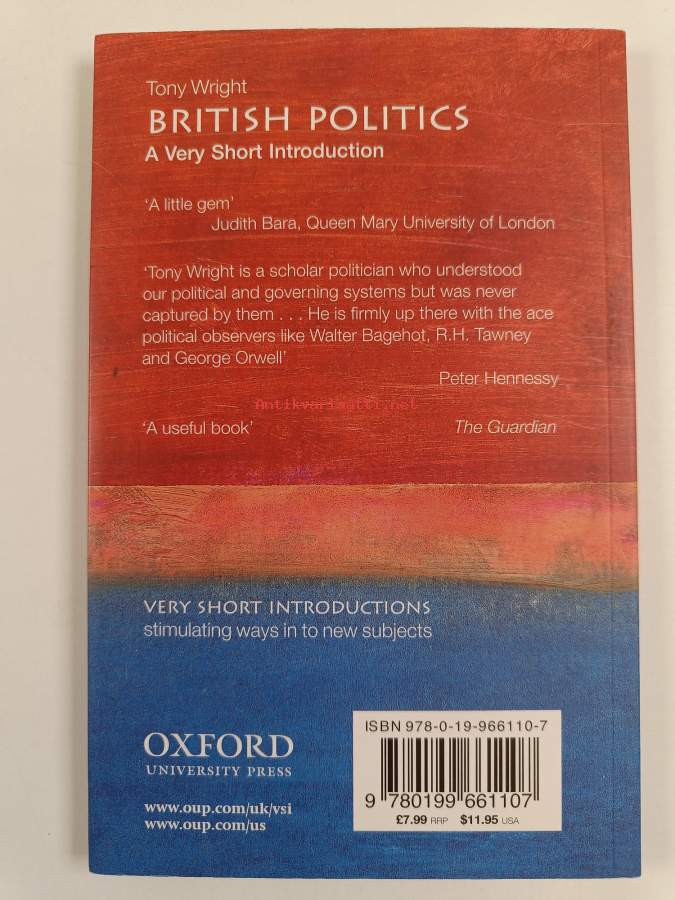 Tony Wright
BRITISH POLITICS
A Very Short Introduction
‘A little gem’
Judith Bara, Queen Mary University of London
‘Tony Wright is a scholar politician who understood
our political and governing systems but was never
captured by them . . . He is firmly up there with the ace
political observers like Walter Bagehot, R.H. Tawney
and George Orwell’
Peter Hennessy
Antikvariaatti.net
‘A useful book’ The Guardian
VERY SHORT INTRODUCTIONS
stimulating ways in to new subjects
OXFORD
UNIVERSITY PRESS
www.oup.com/uk/vsi
www.oup.com/us
ISBN 978-0-19-966110-7
9 780199 661107
£7.99 RRP $11.95 USA